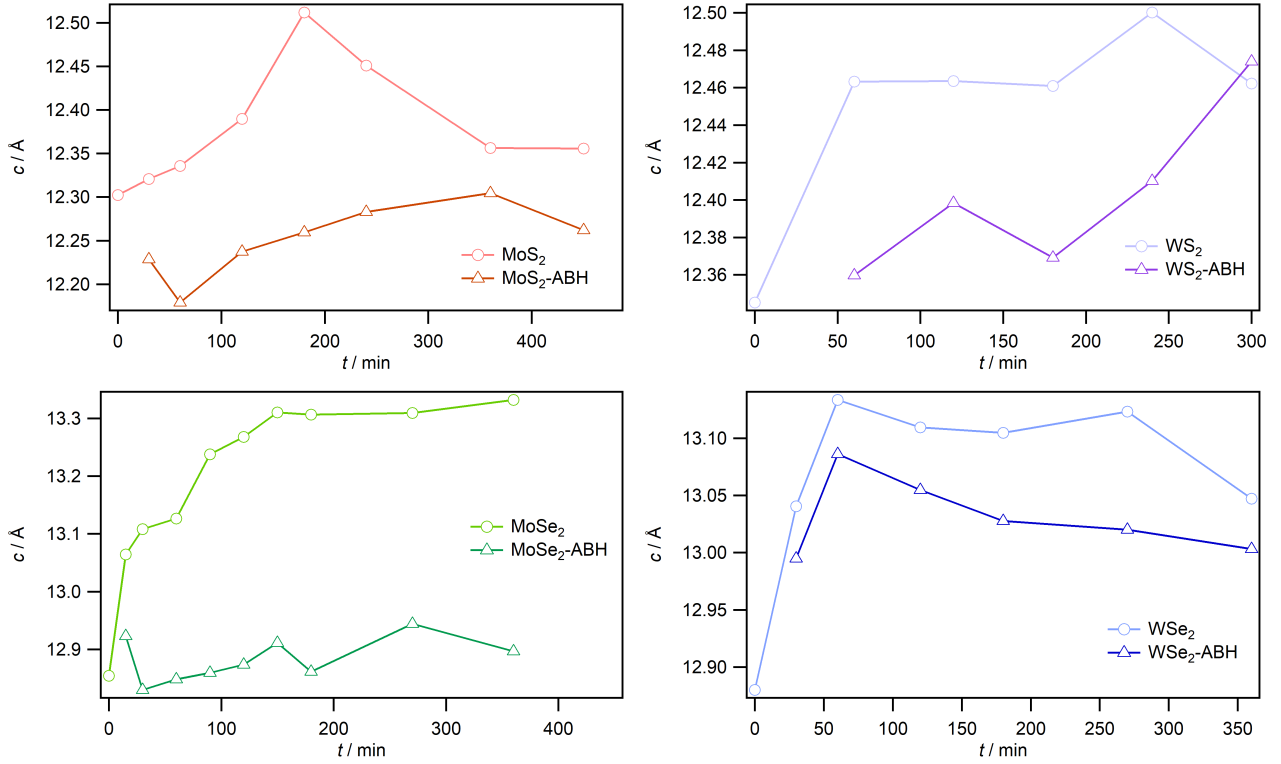 12.50
12.45
12.40
12.35
12.30
12.25
12.20
c / Å
MoS2
MoS2-ABH
0 100 200 300 400
t / min
12.50
12.48
12.46
12.44
12.42
12.40
12.38
12.36
c / Å
WS2
WS2-ABH
0 50 100 150 200 250 300
t / min
13.3
13.2
13.1
13.0
12.9
c / Å
MoSe2
MoSe2-ABH
0 100 200 300 400
t / min
13.10
13.05
13.00
12.95
12.90
c / Å
WSe2
WSe2-ABH
0 50 100 150 200 250 300 350
t / min